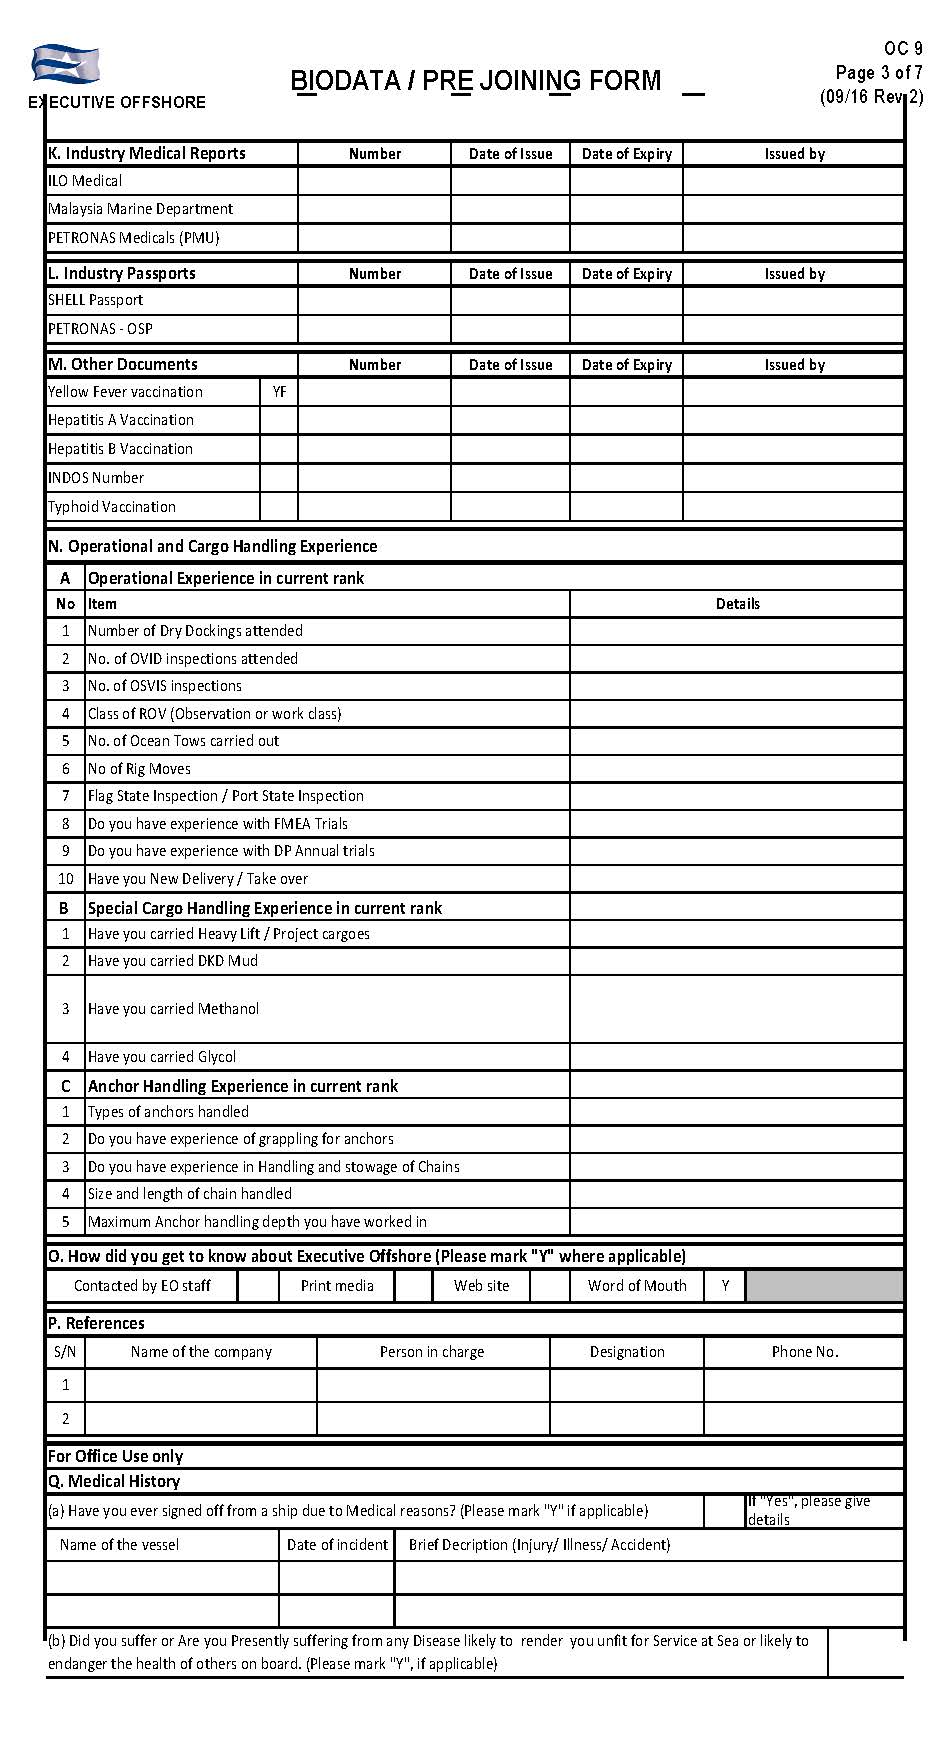 OC 9
BIODATA / PRE JOINING FORM
Page 3 of 7
EXECUTIVE OFFSHORE
(09/16 Rev 2)
K. Industry Medical Reports Number Date of Issue Date of Expiry Issued by
ILO Medical
Malaysia Marine Department
PETRONAS Medicals (PMU)
L. Industry Passports Number Date of Issue Date of Expiry Issued by
SHELL Passport
PETRONAS - OSP
M. Other Documents Number Date of Issue Date of Expiry Issued by
Yellow Fever vaccination YF
Hepatitis A Vaccination
Hepatitis B Vaccination
INDOS Number
Typhoid Vaccination
N. Operational and Cargo Handling Experience
A Operational Experience in current rank
No Item Details
1 Number of Dry Dockings attended
2 No. of OVID inspections attended
3 No. of OSVIS inspections
4 Class of ROV (Observation or work class)
5 No. of Ocean Tows carried out
6 No of Rig Moves
7 Flag State Inspection / Port State Inspection
8 Do you have experience with FMEA Trials
9 Do you have experience with DP Annual trials
10 Have you New Delivery / Take over
B Special Cargo Handling Experience in current rank
1 Have you carried Heavy Lift / Project cargoes
2 Have you carried DKD Mud
3 Have you carried Methanol
4 Have you carried Glycol
C Anchor Handling Experience in current rank
1 Types of anchors handled
2 Do you have experience of grappling for anchors
3 Do you have experience in Handling and stowage of Chains
4 Size and length of chain handled
5 Maximum Anchor handling depth you have worked in
O. How did you get to know about Executive Offshore (Please mark "Y" where applicable)
Contacted by EO staff Print media Web site Word of Mouth Y
P. References
S/N Name of the company Person in charge Designation Phone No.
1
2
For Office Use only
Q. Medical History
(a) Have you ever signed off from a ship due to Medical reasons? (Please mark "Y" if applicable) If "Yes", please give
details
Name of the vessel Date of incident Brief Decription (Injury/ Illness/ Accident)
(b) Did you suffer or Are you Presently suffering from any Disease likely to render you unfit for Service at Sea or likely to
endanger the health of others on board. (Please mark "Y", if applicable)